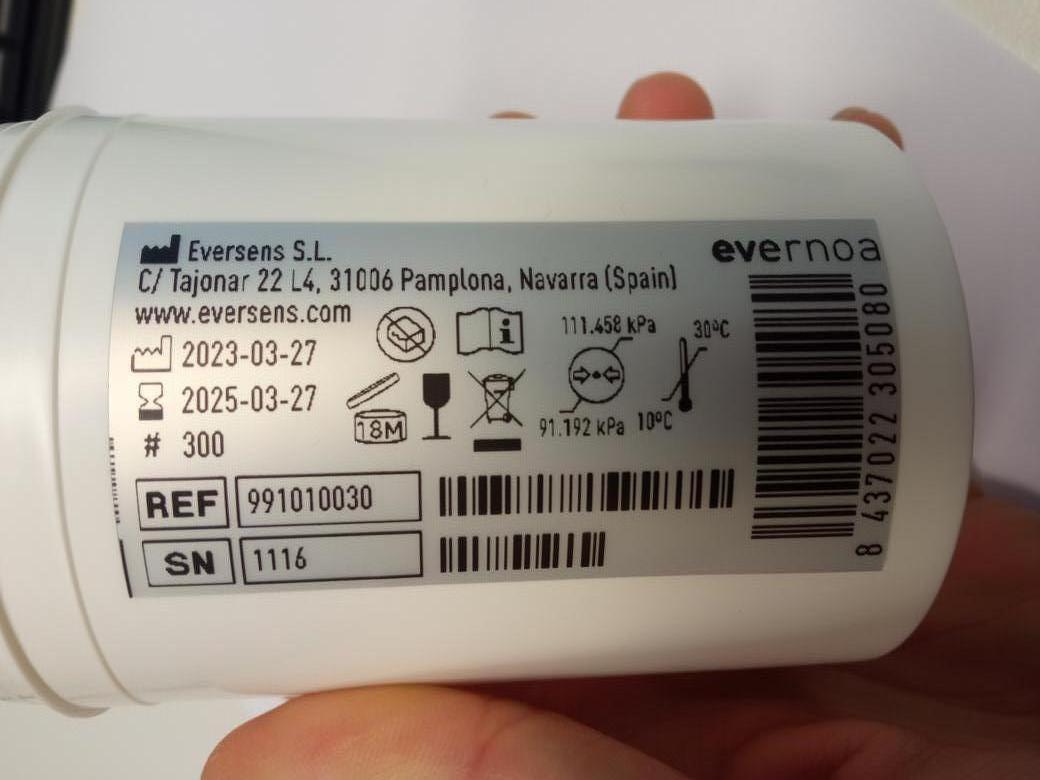 Eversens S.L.
evernoa
C/ Tajonar 22 L4, 31006 Pamplona, Navarra (Spain)
www.eversens.com
2023-03-27
2025-03-27
# 300
18M
111.458 kPa
91.192 kPa
30ºC
10ºC
REF 991010030
SN 1116
8 437022 305080